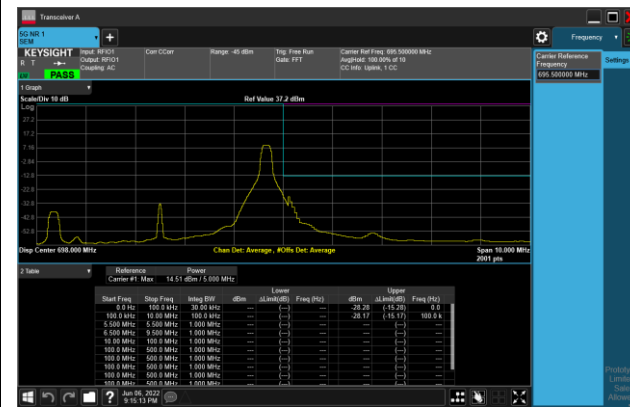 Transceiver A
5G NR 1
SEM
+
Frequency
KEYSIGHT
R T
PASS
Input: RFIO1
Output: RFIO1
Coupling: AC
Corr CCorr
Range: -45 dBm
Trig: Free Run
Gate: FFT
Carrier Ref Freq: 695.500000 MHz
Avg|Hold: 100.00% of 10
CC Info: Uplink, 1 CC
Carrier Reference
Frequency
695.500000 MHz
Settings
1 Graph
Scale/Div 10 dB
Ref Value 37.2 dBm
Log
27.2
17.2
7.16
-2.84
-12.8
-22.8
-32.8
-42.8
-52.8
Disp Center 698.000 MHz
Chan Det: Average , #Offs Det: Average
Span 10.000 MHz
2001 pts
2 Table
Reference Power
Carrier #1 Max 14.51 dBm / 5.000 MHz
Lower Upper
Start Freq Stop Freq Integ BW dBm ΔLimit(dB) Freq (Hz) dBm ΔLimit(dB) Freq (Hz)
0.0 Hz 100.0 kHz 30.00 kHz --- (---) --- -28.28 (-15.28) 0.0
100.0 kHz 10.00 MHz 100.0 kHz --- (---) --- -28.17 (-15.17) 100.0 k
5.500 MHz 5.500 MHz 1.000 MHz --- (---) --- --- (---) ---
6.500 MHz 9.500 MHz 1.000 MHz --- (---) --- --- (---) ---
10.00 MHz 100.0 MHz 1.000 MHz --- (---) --- --- (---) ---
100.0 MHz 500.0 MHz 1.000 MHz --- (---) --- --- (---) ---
100.0 MHz 500.0 MHz 1.000 MHz --- (---) --- --- (---) ---
100.0 MHz 500.0 MHz 1.000 MHz --- (---) --- --- (---) ---
100.0 MHz 500.0 MHz 1.000 MHz --- (---) --- --- (---) ---
Prototy
Limite
Sale
Allowe
?
Jun 06, 2022
9:15:13 PM